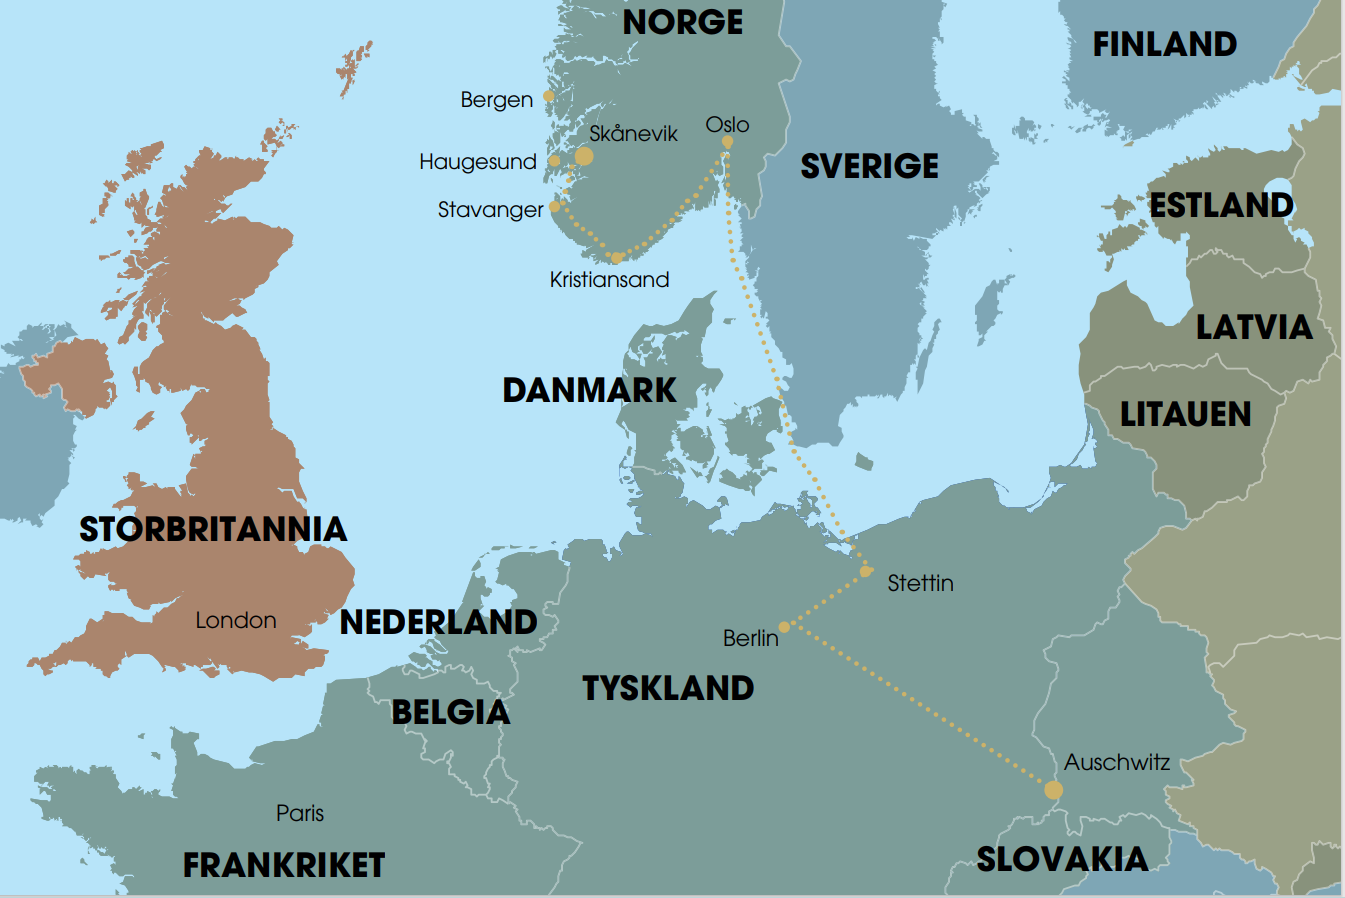 NORGE
FINLAND
Bergen
Skånevik
Oslo
Haugesund
SVERIGE
Stavanger
ESTLAND
Kristiansand
LATVIA
DANMARK
LITAUEN
STORBRITANNIA
Stettin
London
NEDERLAND
Berlin
TYSKLAND
BELGIA
Auschwitz
Paris
FRANKRIKET
SLOVAKIA